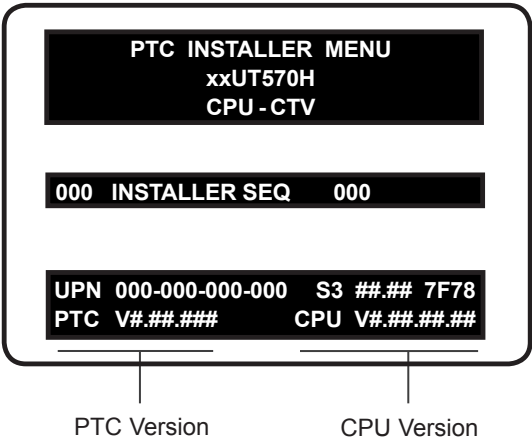 PTC INSTALLER MENU
xxUT570H
CPU - CTV
000 INSTALLER SEQ 000
UPN 000-000-000-000 S3 ##.## 7F78
PTC V#.##.### CPU V#.##.##.##
PTC Version CPU Version